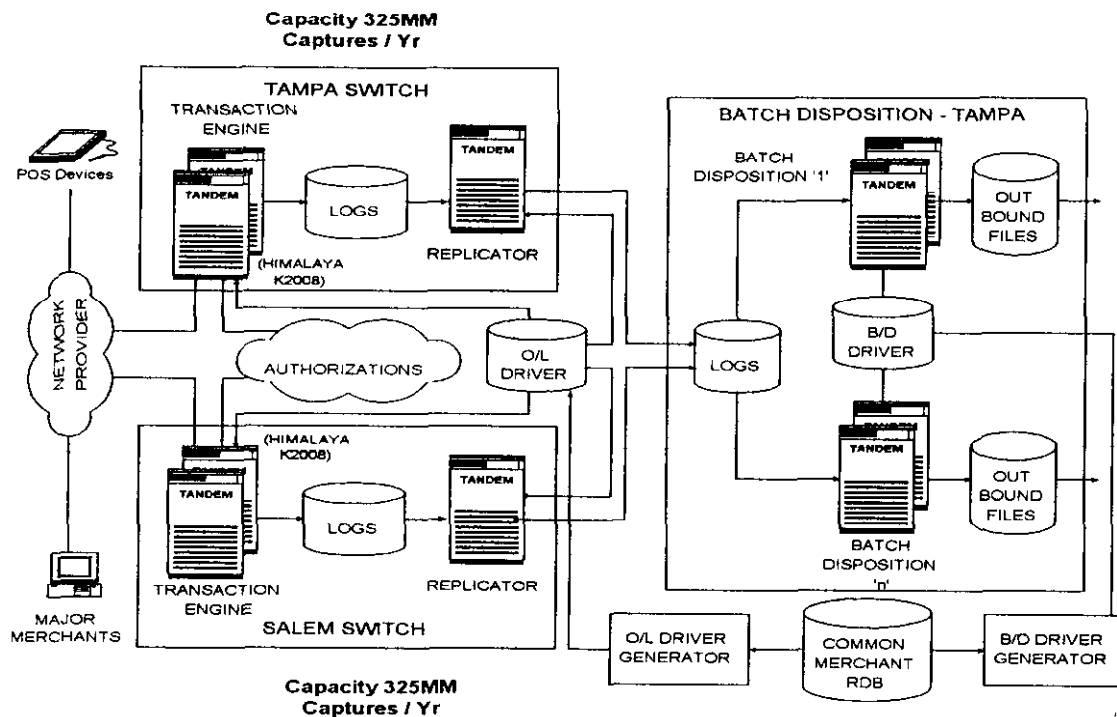 Capacity 325MM
Captures / Yr
TAMPA SWITCH
TRANSACTION
ENGINE
TANDEM
TANDEM
LOGS
TANDEM
REPLICATOR
(HIMALAYA
K2008)
POS Devices
NETWORK
PROVIDER
AUTHORIZATIONS
O/L
DRIVER
MAJOR
MERCHANTS
(HIMALAYA
K2008)
TANDEM
LOGS
TANDEM
REPLICATOR
TRANSACTION
ENGINE
SALEM SWITCH
Capacity 325MM
Captures / Yr
BATCH DISPOSITION - TAMPA
BATCH
DISPOSITION '1'
TANDEM
OUT
BOUND
FILES
LOGS
B/D
DRIVER
TANDEM
OUT
BOUND
FILES
BATCH
DISPOSITION
'n'
O/L DRIVER
GENERATOR
COMMON
MERCHANT
RDB
B/D DRIVER
GENERATOR